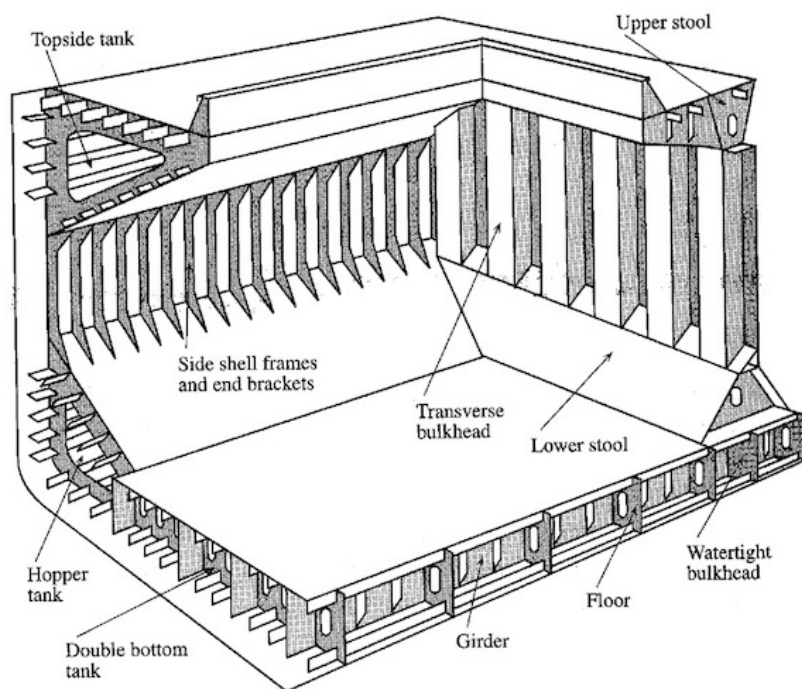 Topside tank
Upper stool
Side shell frames
and end brackets
Transverse
bulkhead
Lower stool
Hopper
tank
Double bottom
tank
Girder
Floor
Watertight
bulkhead